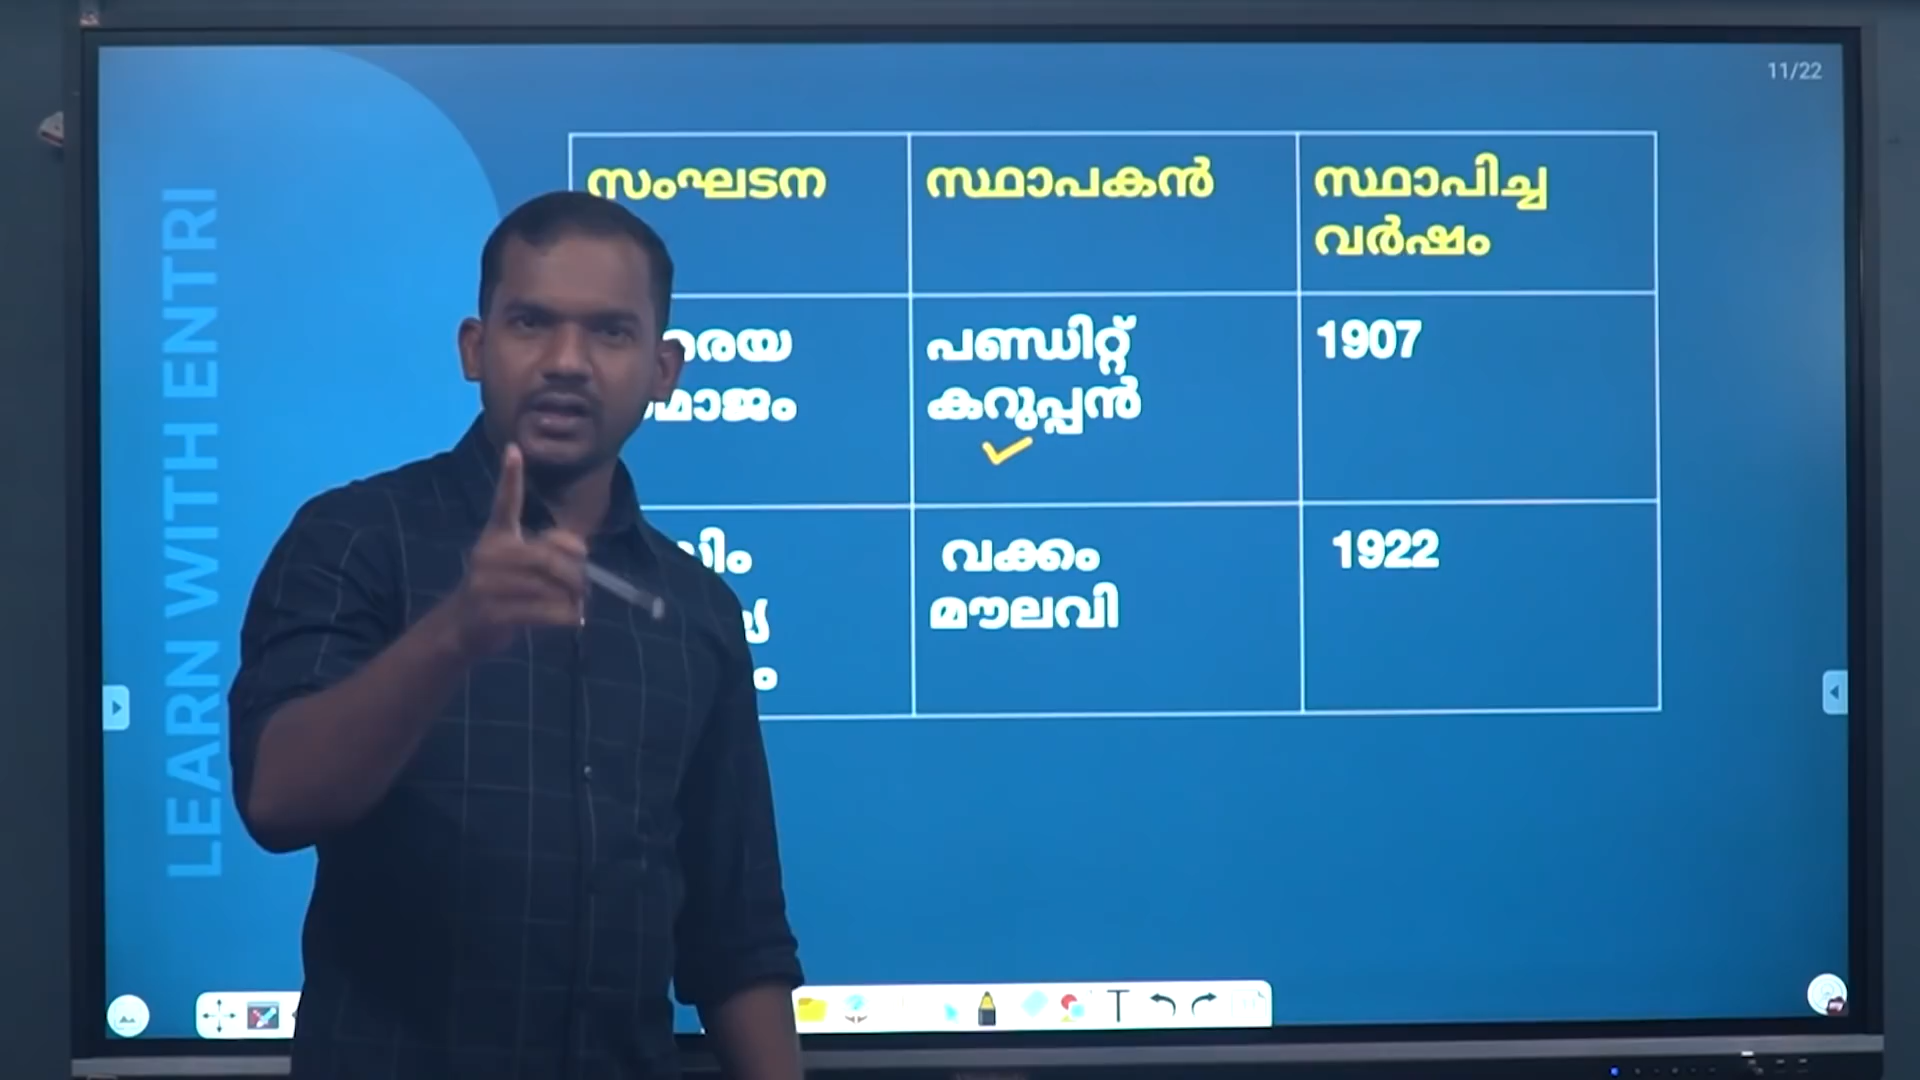 11/22
സംഘടന
സ്ഥാപകൻ
സ്ഥാപിച്ച
വർഷം
പണ്ഡിറ്റ്
കറുപ്പൻ
1907
വക്കം
മൗലവി
1922
LEARN WITH ENTRI